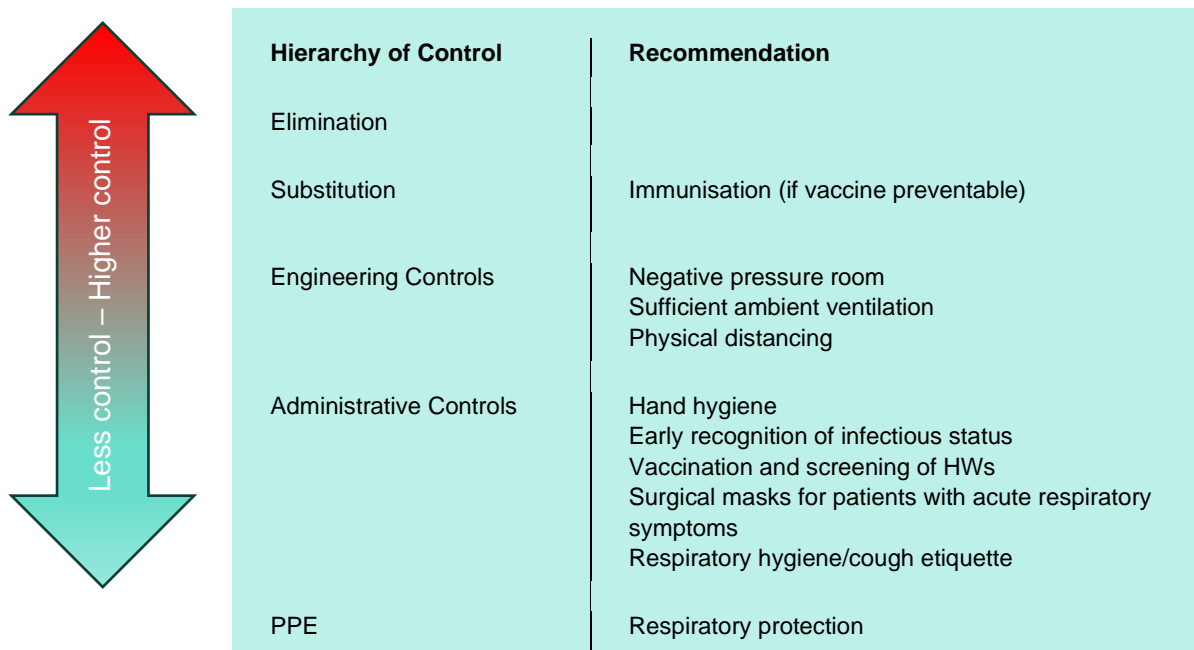 Less control – Higher control
Hierarchy of Control
Recommendation
Elimination
Substitution
Immunisation (if vaccine preventable)
Engineering Controls
Negative pressure room
Sufficient ambient ventilation
Physical distancing
Administrative Controls
Hand hygiene
Early recognition of infectious status
Vaccination and screening of HWs
Surgical masks for patients with acute respiratory
symptoms
Respiratory hygiene/cough etiquette
PPE
Respiratory protection